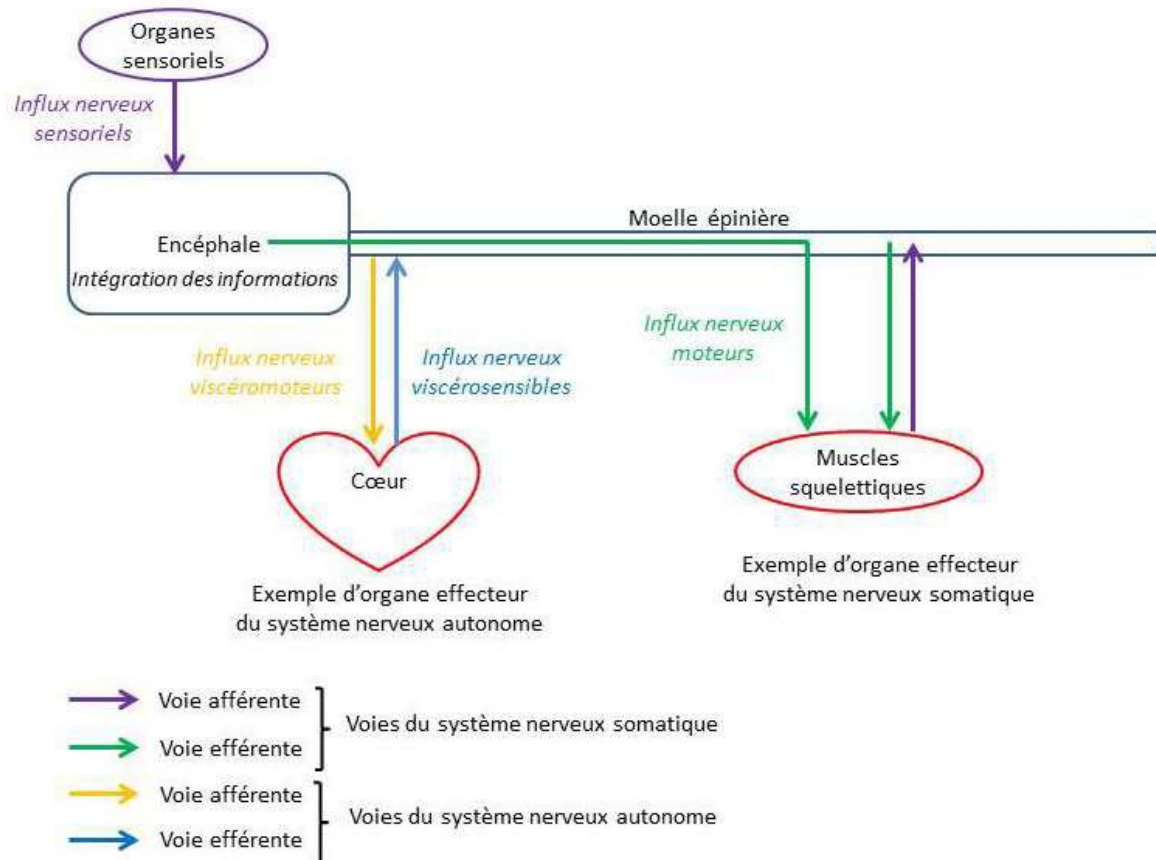 Organes
sensoriels
Influx nerveux
sensoriels
Moelle épinière
Encéphale
Intégration des informations
Influx nerveux
viscéromoteurs
Influx nerveux
viscérosensibles
Influx nerveux
moteurs
Cœur
Muscles
squelettiques
Exemple d'organe effecteur
du système nerveux autonome
Exemple d'organe effecteur
du système nerveux somatique
Voie afférente
Voie efférente
Voies du système nerveux somatique
Voie afférente
Voie efférente
Voies du système nerveux autonome